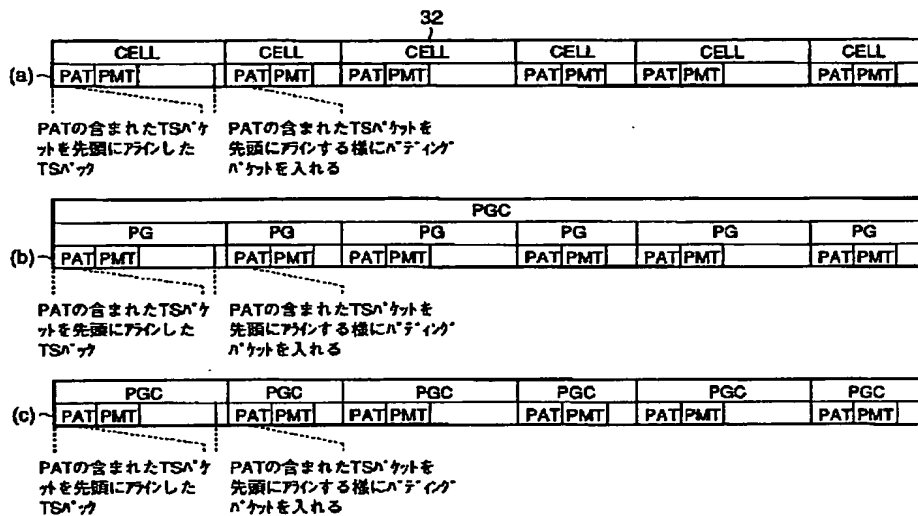 32
CELL CELL CELL CELL CELL CELL
(a) PAT PMT PAT PMT PAT PMT PAT PMT PAT PMT PAT PMT
PATの含まれたTSパケ
ットを先頭にアラインした
TSパック
PATの含まれたTSパケットを
先頭にアラインする様にパディング
パケットを入れる
PGC
PG PG PG PG PG PG
(b) PAT PMT PAT PMT PAT PMT PAT PMT PAT PMT PAT PMT
PATの含まれたTSパケ
ットを先頭にアラインした
TSパック
PATの含まれたTSパケットを
先頭にアラインする様にパディング
パケットを入れる
PGC PGC PGC PGC PGC PGC
(c) PAT PMT PAT PMT PAT PMT PAT PMT PAT PMT PAT PMT
PATの含まれたTSパケ
ットを先頭にアラインした
TSパック
PATの含まれたTSパケットを
先頭にアラインする様にパディング
パケットを入れる